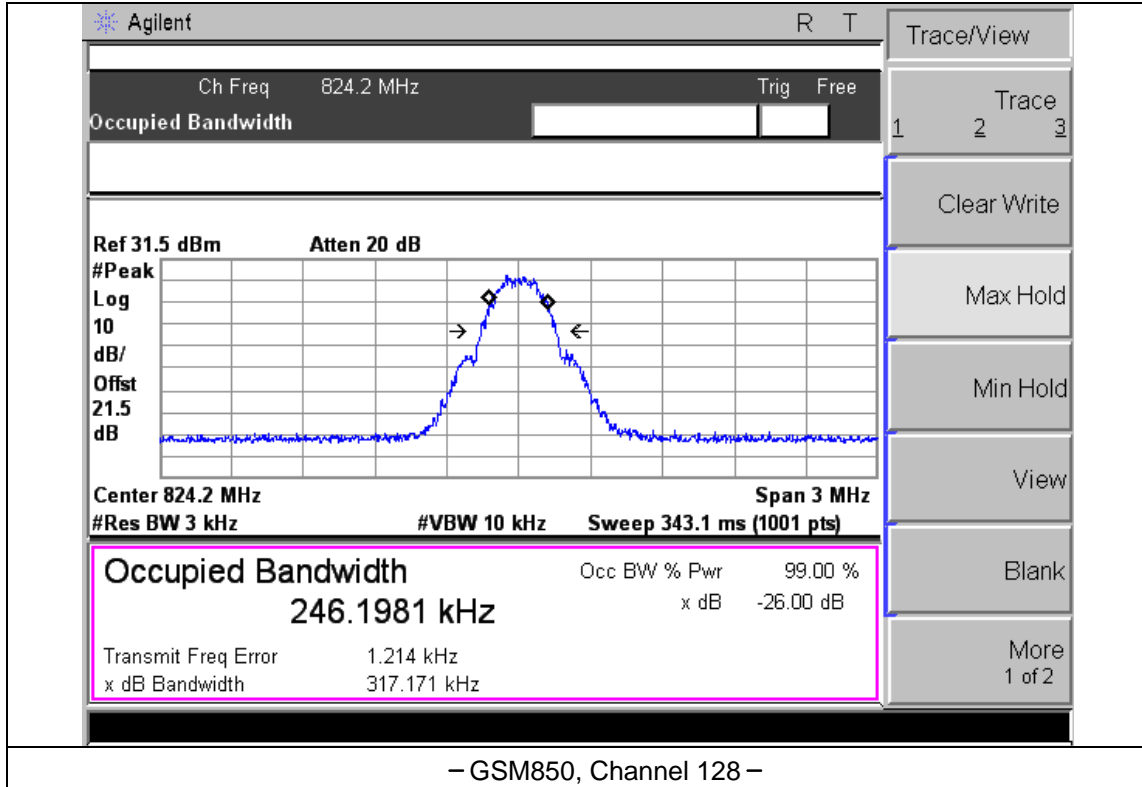 Agilent R T
Ch Freq 824.2 MHz Trig Free
Occupied Bandwidth
Ref 31.5 dBm Atten 20 dB
#Peak
Log
10
dB/
Offst
21.5
dB
Center 824.2 MHz Span 3 MHz
#Res BW 3 kHz #VBW 10 kHz Sweep 343.1 ms (1001 pts)
Occupied Bandwidth Occ BW % Pwr 99.00 %
246.1981 kHz x dB -26.00 dB
Transmit Freq Error 1.214 kHz
x dB Bandwidth 317.171 kHz
Trace/View
Trace
1 2 3
Clear Write
Max Hold
Min Hold
View
Blank
More
1 of 2
－GSM850, Channel 128－